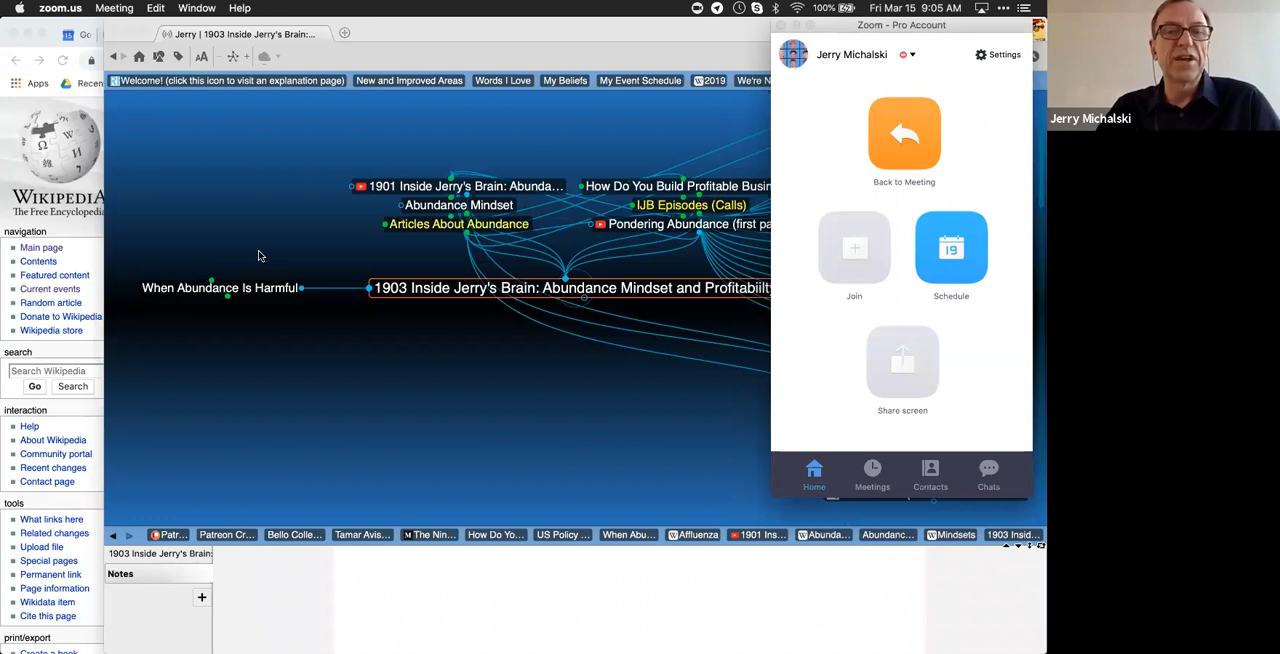 zoom.us Meeting Edit Window Help
100% Fri Mar 15 9:05 AM
Jerry | 1903 Inside Jerry's Brain:...
Zoom - Pro Account
Apps
Welcome! (click this icon to visit an explanation page) New and Improved Areas Words I Love My Beliefs My Event Schedule 2019
Jerry Michalski
Settings
Jerry Michalski
WIKIPEDIA
The Free Encyclopedia
navigation
Main page
Contents
Featured content
Current events
Random article
Donate to Wikipedia
Wikipedia store
search
Search Wikipedia
Go Search
interaction
Help
About Wikipedia
Community portal
Recent changes
Contact page
tools
What links here
Related changes
Upload file
Special pages
Permanent link
Page information
Wikidata item
Cite this page
print/export
1901 Inside Jerry's Brain: Abunda...
How Do You Build Profitable Busin
Abundance Mindset
IJB Episodes (Calls)
Articles About Abundance
Pondering Abundance (first pa
When Abundance Is Harmful
1903 Inside Jerry's Brain: Abundance Mindset and Profitabiilty
Back to Meeting
Join
19
Schedule
Share screen
Home Meetings Contacts Chats
Patr... Patreon Cr... Bello Colle... Tamar Avis... The Nin... How Do Yo... US Policy ... When Abu... Affluenza 1901 Ins... Abunda... Abundanc... Mindsets 1903 Insid...
1903 Inside Jerry's Brain:
Notes